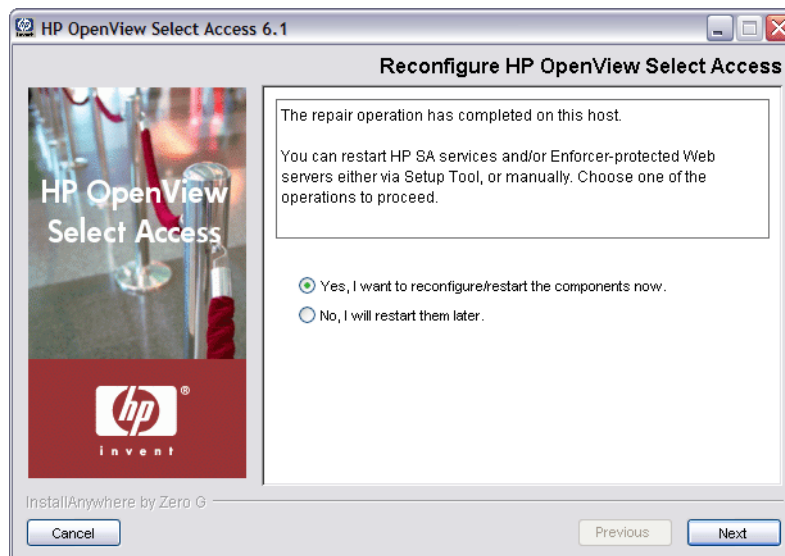 HP OpenView Select Access 6.1
Reconfigure HP OpenView Select Access
HP OpenView
Select Access
hp
®
invent
The repair operation has completed on this host.
You can restart HP SA services and/or Enforcer-protected Web
servers either via Setup Tool, or manually. Choose one of the
operations to proceed.
Yes, I want to reconfigure/restart the components now.
No, I will restart them later.
InstallAnywhere by Zero G
Cancel
Previous
Next